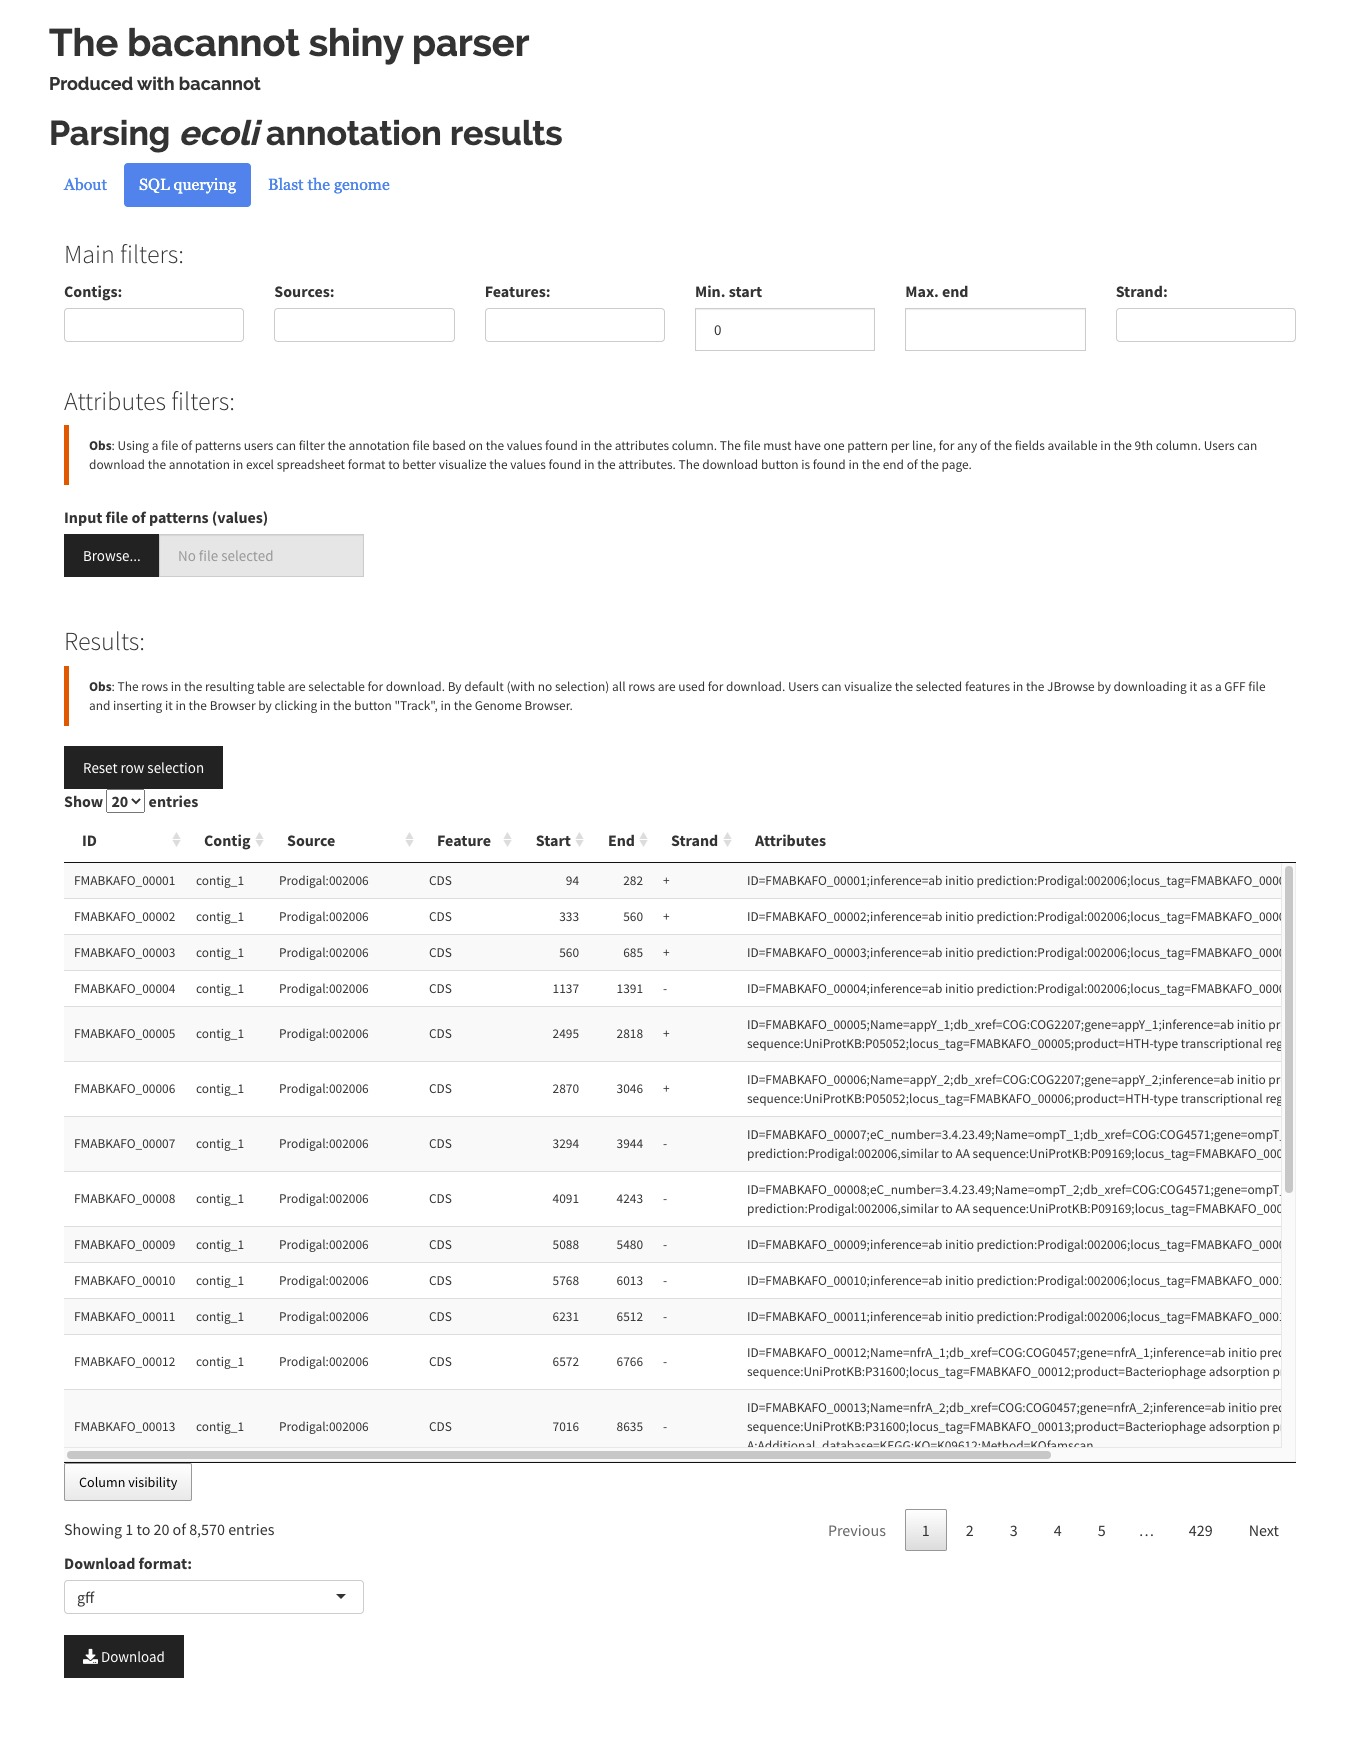 The bacannot shiny parser
Produced with bacannot
Parsing ecoli annotation results
About SQL querying Blast the genome
Main filters:
Contigs: Sources: Features: Min. start Max. end Strand:
0
Attributes filters:
Obs: Using a file of patterns users can filter the annotation file based on the values found in the attributes column. The file must have one pattern per line, for any of the fields available in the 9th column. Users can
download the annotation in excel spreadsheet format to better visualize the values found in the attributes. The download button is found in the end of the page.
Input file of patterns (values)
Browse... No file selected
Results:
Obs: The rows in the resulting table are selectable for download. By default (with no selection) all rows are used for download. Users can visualize the selected features in the JBrowse by downloading it as a GFF file
and inserting it in the Browser by clicking in the button "Track", in the Genome Browser.
Reset row selection
Show 20 entries
ID Contig Source Feature Start End Strand Attributes
FMABKAFO_00001 contig_1 Prodigal:002006 CDS 94 282 + ID=FMABKAFO_00001;inference=ab initio prediction:Prodigal:002006;locus_tag=FMABKAFO_000
FMABKAFO_00002 contig_1 Prodigal:002006 CDS 333 560 + ID=FMABKAFO_00002;inference=ab initio prediction:Prodigal:002006;locus_tag=FMABKAFO_000
FMABKAFO_00003 contig_1 Prodigal:002006 CDS 560 685 + ID=FMABKAFO_00003;inference=ab initio prediction:Prodigal:002006;locus_tag=FMABKAFO_000
FMABKAFO_00004 contig_1 Prodigal:002006 CDS 1137 1391 - ID=FMABKAFO_00004;inference=ab initio prediction:Prodigal:002006;locus_tag=FMABKAFO_000
FMABKAFO_00005 contig_1 Prodigal:002006 CDS 2495 2818 + ID=FMABKAFO_00005;Name=appY_1;db_xref=COG:COG2207;gene=appY_1;inference=ab initio pr
sequence:UniProtKB:P05052;locus_tag=FMABKAFO_00005;product=HTH-type transcriptional reg
FMABKAFO_00006 contig_1 Prodigal:002006 CDS 2870 3046 + ID=FMABKAFO_00006;Name=appY_2;db_xref=COG:COG2207;gene=appY_2;inference=ab initio pr
sequence:UniProtKB:P05052;locus_tag=FMABKAFO_00006;product=HTH-type transcriptional reg
FMABKAFO_00007 contig_1 Prodigal:002006 CDS 3294 3944 - ID=FMABKAFO_00007;eC_number=3.4.23.49;Name=ompT_1;db_xref=COG:COG4571;gene=ompT_
prediction:Prodigal:002006,similar to AA sequence:UniProtKB:P09169;locus_tag=FMABKAFO_000
FMABKAFO_00008 contig_1 Prodigal:002006 CDS 4091 4243 - ID=FMABKAFO_00008;eC_number=3.4.23.49;Name=ompT_2;db_xref=COG:COG4571;gene=ompT_
prediction:Prodigal:002006,similar to AA sequence:UniProtKB:P09169;locus_tag=FMABKAFO_000
FMABKAFO_00009 contig_1 Prodigal:002006 CDS 5088 5480 - ID=FMABKAFO_00009;inference=ab initio prediction:Prodigal:002006;locus_tag=FMABKAFO_000
FMABKAFO_00010 contig_1 Prodigal:002006 CDS 5768 6013 - ID=FMABKAFO_00010;inference=ab initio prediction:Prodigal:002006;locus_tag=FMABKAFO_000
FMABKAFO_00011 contig_1 Prodigal:002006 CDS 6231 6512 - ID=FMABKAFO_00011;inference=ab initio prediction:Prodigal:002006;locus_tag=FMABKAFO_000
FMABKAFO_00012 contig_1 Prodigal:002006 CDS 6572 6766 - ID=FMABKAFO_00012;Name=nfrA_1;db_xref=COG:COG0457;gene=nfrA_1;inference=ab initio pred
sequence:UniProtKB:P31600;locus_tag=FMABKAFO_00012;product=Bacteriophage adsorption p
FMABKAFO_00013 contig_1 Prodigal:002006 CDS 7016 8635 - ID=FMABKAFO_00013;Name=nfrA_2;db_xref=COG:COG0457;gene=nfrA_2;inference=ab initio pred
sequence:UniProtKB:P31600;locus_tag=FMABKAFO_00013;product=Bacteriophage adsorption p
A;Additional_database=KEGG;KO=K09612;Method=KOfamscan
Column visibility
Showing 1 to 20 of 8,570 entries Previous 1 2 3 4 5 … 429 Next
Download format:
gff
Download